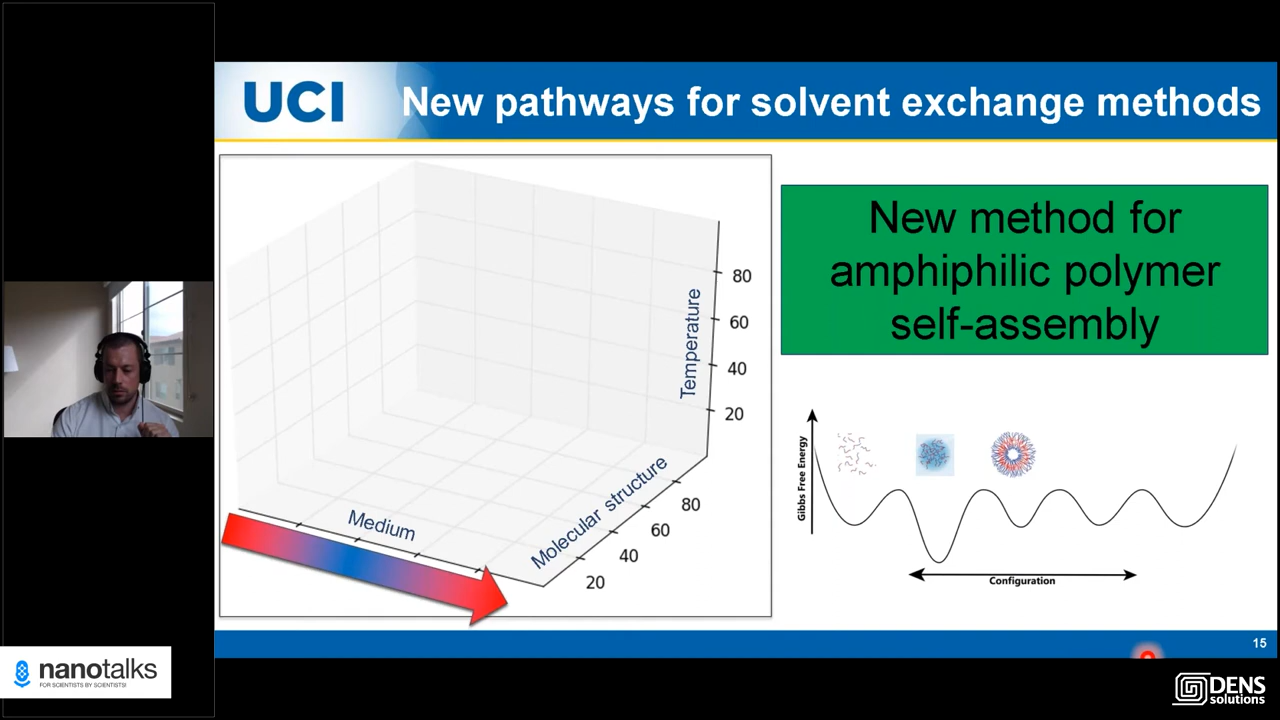 UCI
New pathways for solvent exchange methods
Temperature
80
60
40
20
Molecular structure
80
60
40
20
Medium
New method for
amphiphilic polymer
self-assembly
Gibbs Free Energy
Configuration
15
nanotalks
FOR SCIENTISTS BY SCIENTISTS!
DENS
solutions